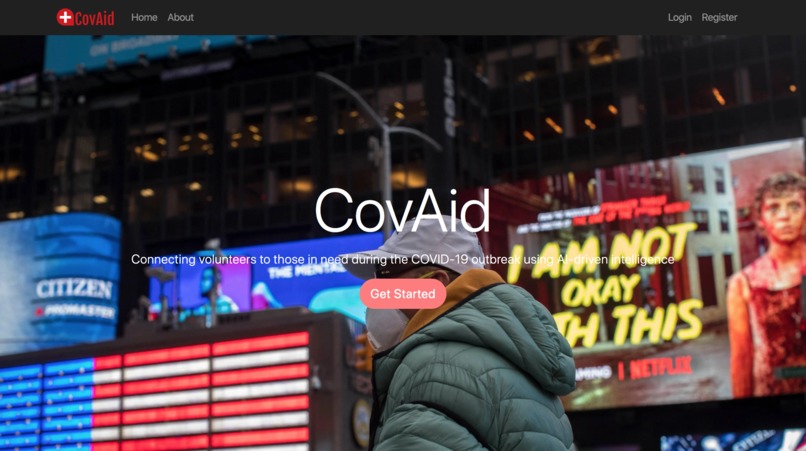 CovAid
Home
About
Login
Register
ON BROADWAY
CovAid
Connecting volunteers to those in need during the COVID-19 outbreak using AI-driven intelligence
Get Started
CITIZEN
PROMASTER
THE MENTAL
I AM NOT
OKAY
TH THIS
NETFLIX